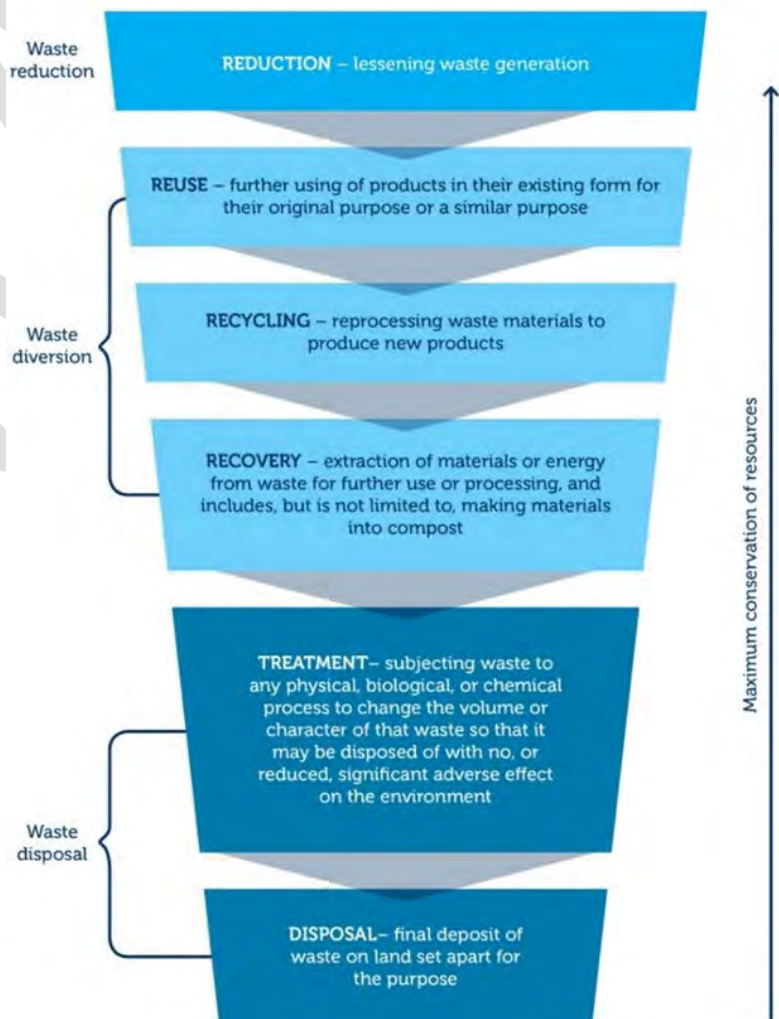 Waste
reduction
REDUCTION – lessening waste generation
REUSE – further using of products in their existing form for
their original purpose or a similar purpose
RECYCLING – reprocessing waste materials to
produce new products
Waste
diversion
RECOVERY – extraction of materials or energy
from waste for further use or processing, and
includes, but is not limited to, making materials
into compost
TREATMENT– subjecting waste to
any physical, biological, or chemical
process to change the volume or
character of that waste so that it
may be disposed of with no, or
reduced, significant adverse effect
on the environment
Waste
disposal
DISPOSAL– final deposit of
waste on land set apart for
the purpose
Maximum conservation of resources